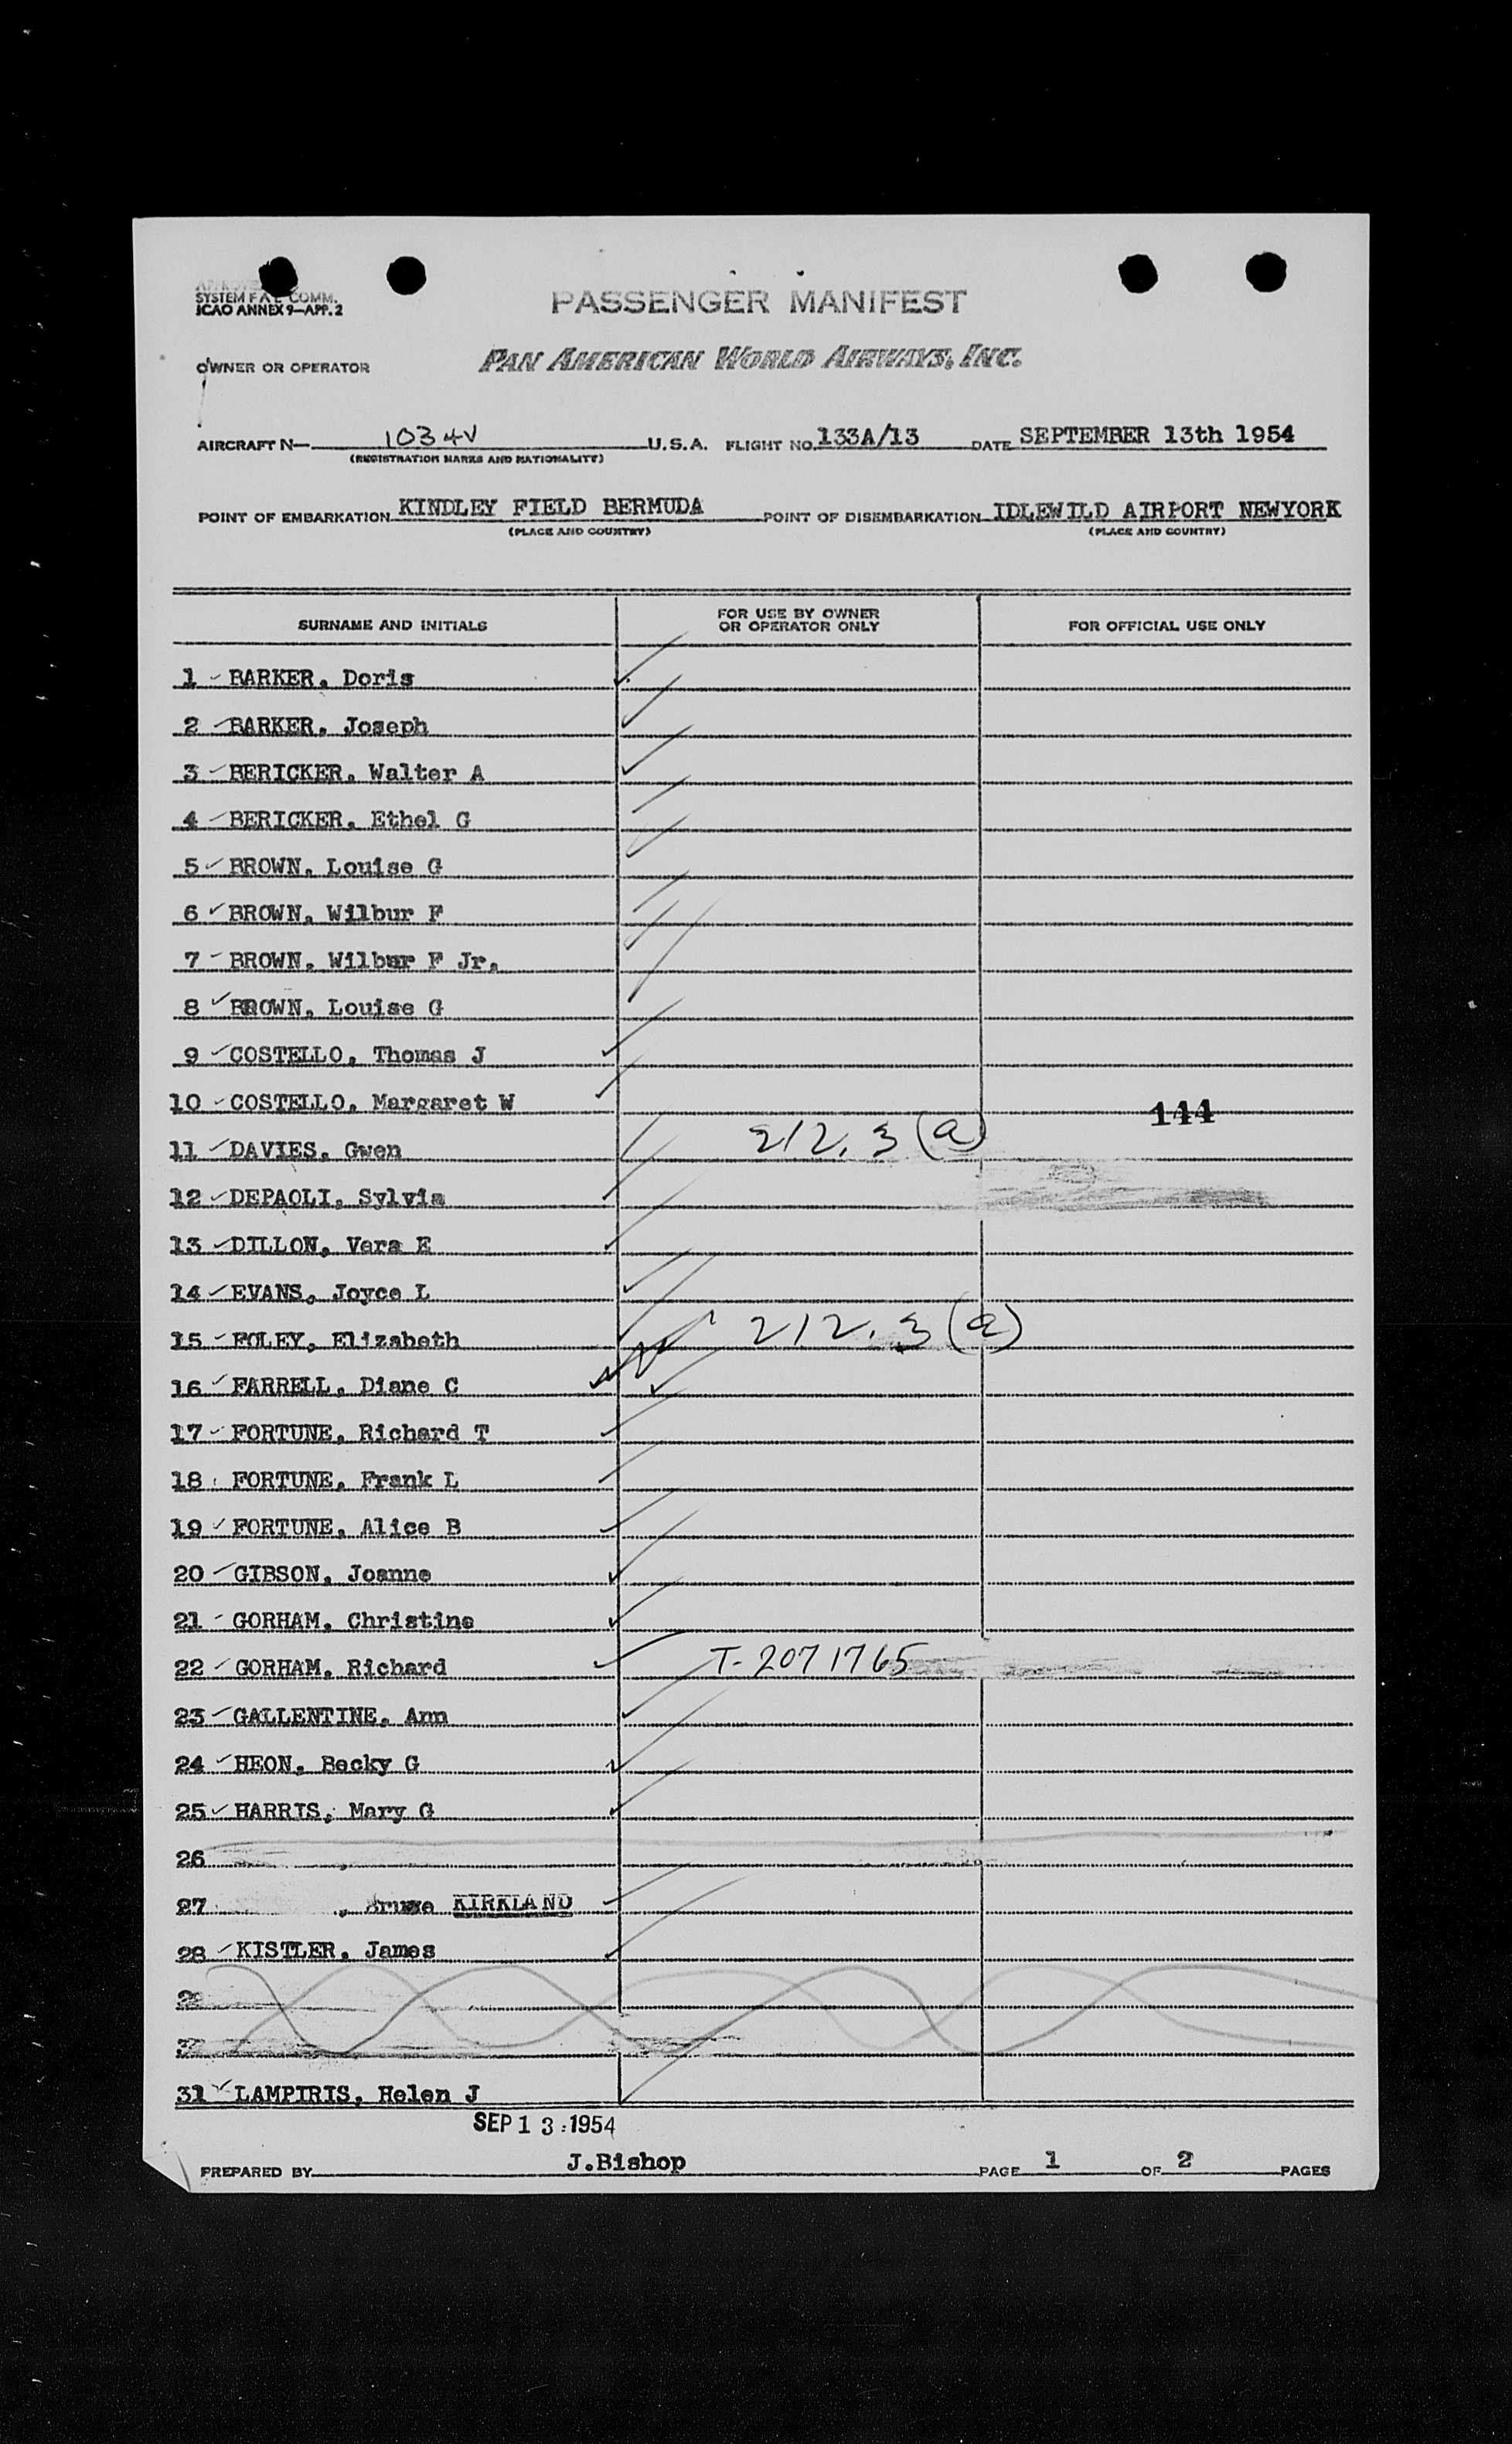 SYSTEM F A L COMM.
ICAO ANNEX 9—APP. 2
PASSENGER MANIFEST
OWNER OR OPERATOR PAN AMERICAN WORLD AIRWAYS, INC.
AIRCRAFT N— 1034V U.S.A. FLIGHT NO. 133A/13 DATE SEPTEMBER 13th 1954
(REGISTRATION MARKS AND NATIONALITY)
POINT OF EMBARKATION KINDLEY FIELD BERMUDA POINT OF DISEMBARKATION IDLEWILD AIRPORT NEWYORK
(PLACE AND COUNTRY) (PLACE AND COUNTRY)
SURNAME AND INITIALS FOR USE BY OWNER OR OPERATOR ONLY FOR OFFICIAL USE ONLY
1 BARKER, Doris
2 BARKER, Joseph
3 BERICKER, Walter A
4 BERICKER, Ethel G
5 BROWN, Louise G
6 BROWN, Wilbur F
7 BROWN, Wilbur F Jr.
8 BROWN, Louise G
9 COSTELLO, Thomas J
10 COSTELLO, Margaret W
144
11 DAVIES, Gwen 212.3(a)
12 DEPAOLI, Sylvia
13 DILLON, Vera E
14 EVANS, Joyce L
15 FOLEY, Elizabeth 212.3(a)
16 FARRELL, Diane C
17 FORTUNE, Richard T
18 FORTUNE, Frank L
19 FORTUNE, Alice B
20 GIBSON, Joanne
21 GORHAM, Christine
22 GORHAM, Richard T-2071765
23 GALLENTINE, Ann
24 HEON, Becky G
25 HARRIS, Mary G
26
27 , KIRKLAND
28 KISTLER, James
31 LAMPIRIS, Helen J
SEP 13 1954
PREPARED BY J.Bishop PAGE 1 OF 2 PAGES